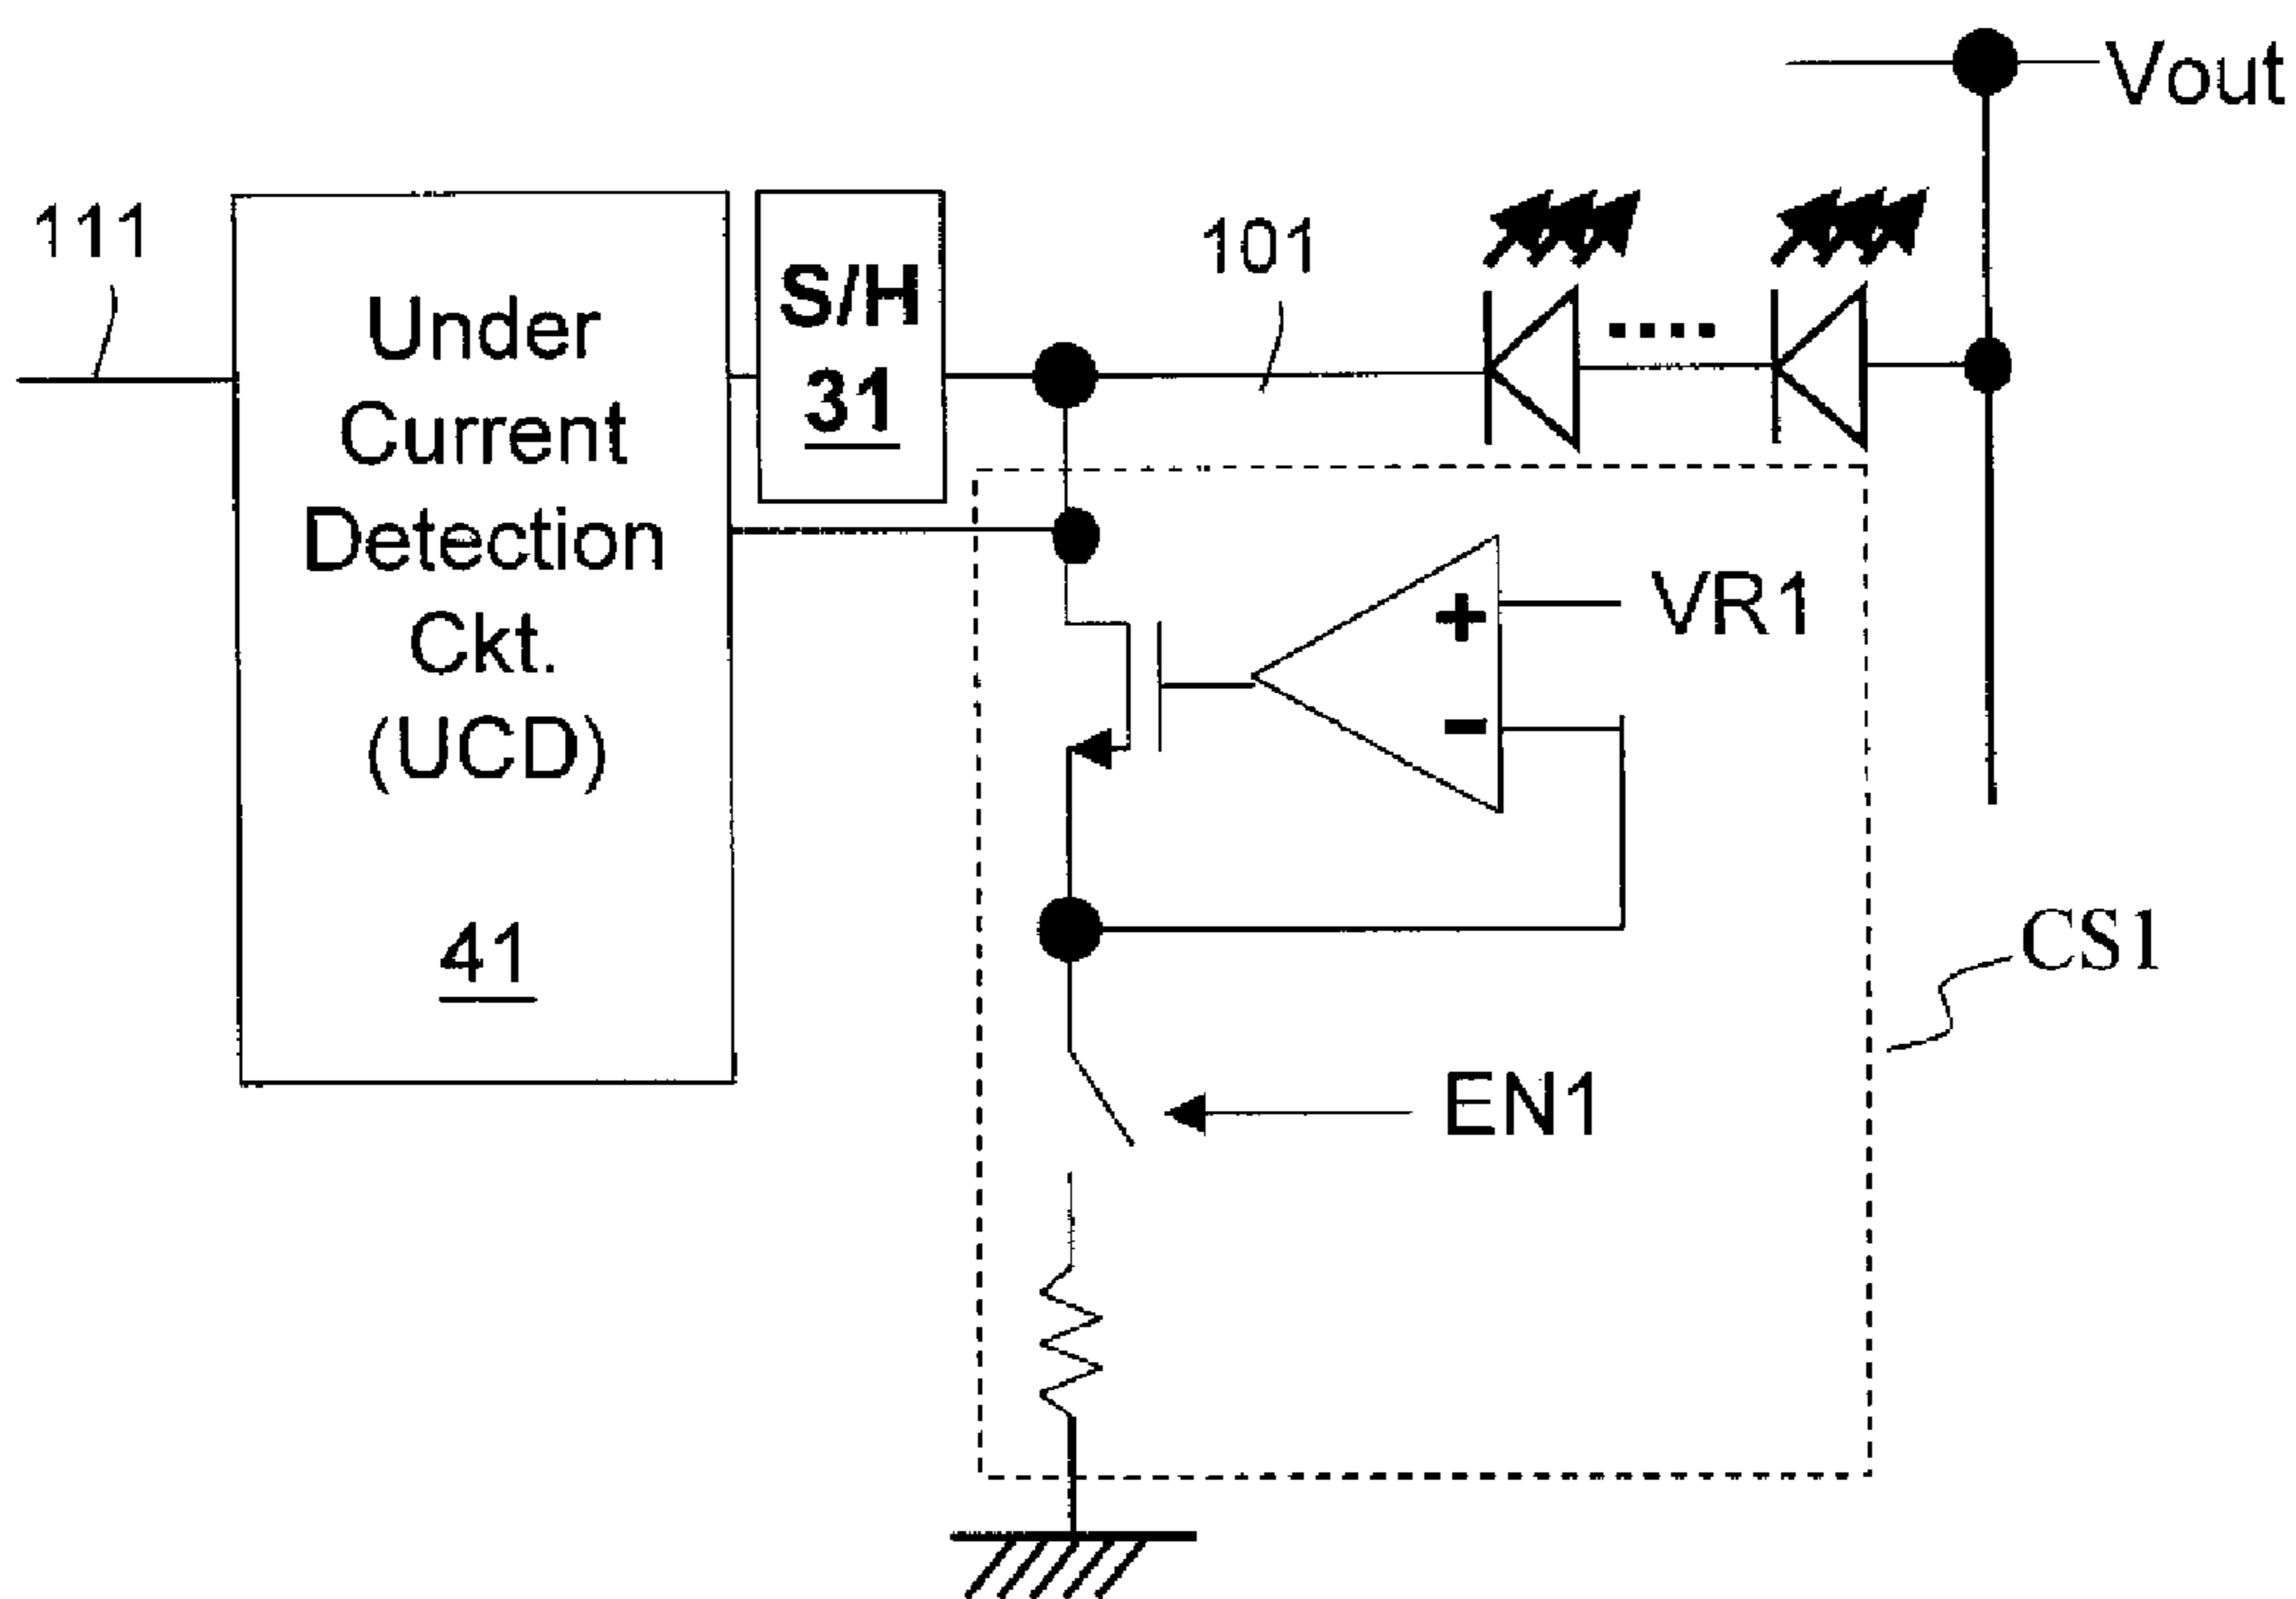 Vout
111
101
S/H
31
Under
Current
Detection
Ckt.
(UCD)
41
+
VR1
-
CS1
EN1